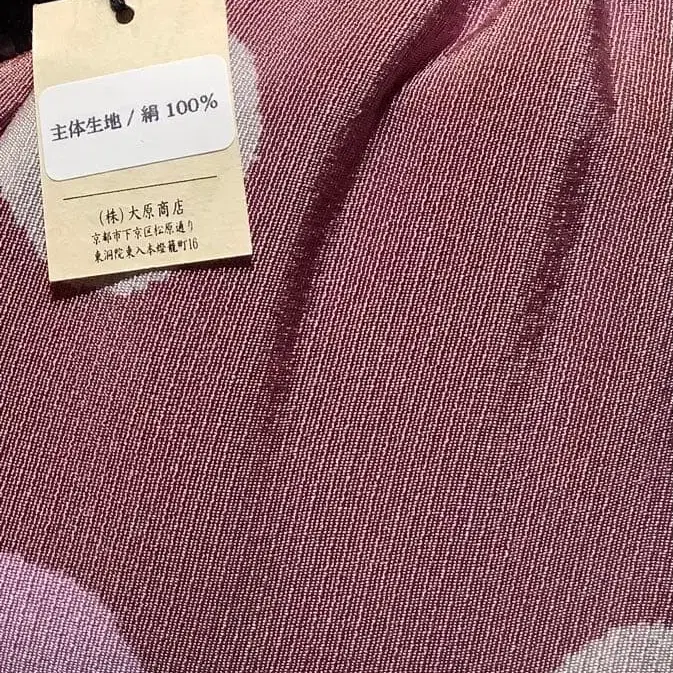 主体生地 / 絹 100%
(株)大原商店
京都市下京区松原通り
東洞院東入本燈籠町16